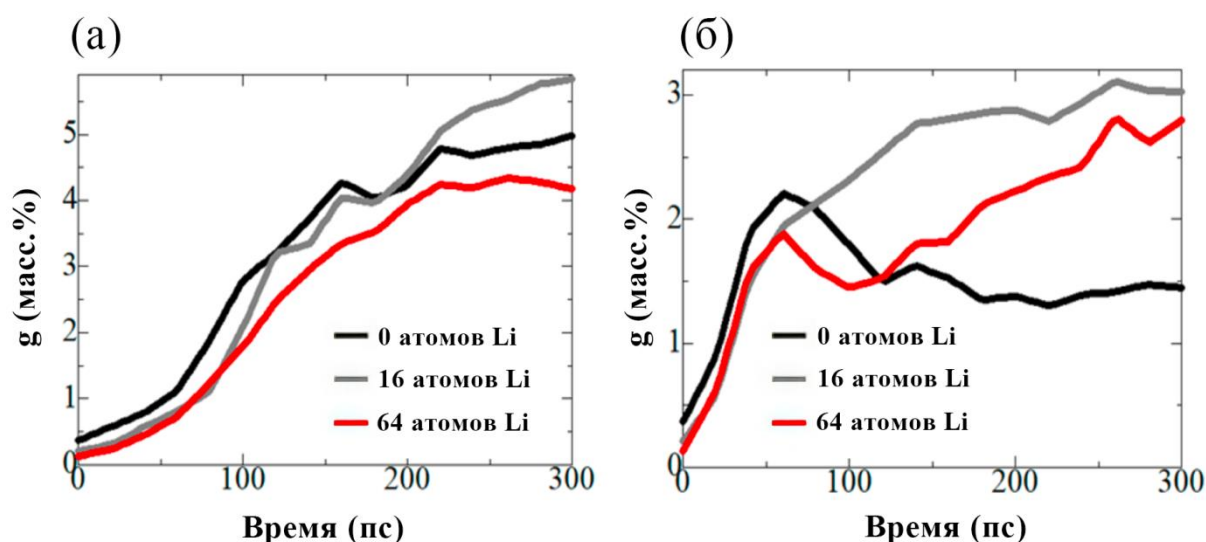 (а)
g (масс.%)
5
4
3
2
1
0
0 атомов Li
16 атомов Li
64 атомов Li
0
100
200
300
Время (пс)
(б)
g (масс.%)
3
2
1
0
0 атомов Li
16 атомов Li
64 атомов Li
0
100
200
300
Время (пс)